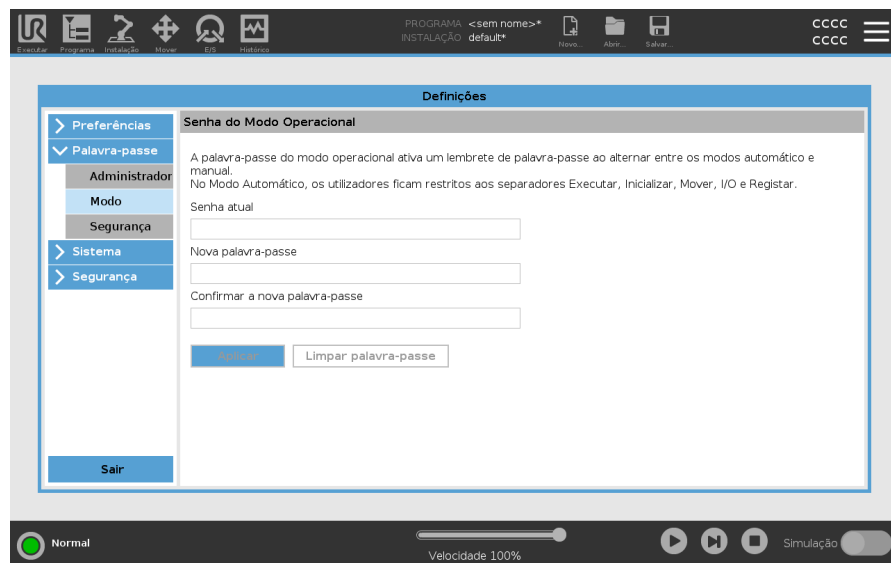 PROGRAMA <sem nome>*
INSTALAÇÃO default*
CCCC
CCCC
Executar Programa Instalação Mover E/S Histórico Novo... Abrir... Salvar...
Definições
Preferências
Palavra-passe
Administrador
Modo
Segurança
Sistema
Segurança
Sair
Senha do Modo Operacional
A palavra-passe do modo operacional ativa um lembrete de palavra-passe ao alternar entre os modos automático e
manual.
No Modo Automático, os utilizadores ficam restritos aos separadores Executar, Inicializar, Mover, I/O e Registar.
Senha atual
Nova palavra-passe
Confirmar a nova palavra-passe
Aplicar Limpar palavra-passe
Normal
Velocidade 100%
Simulação